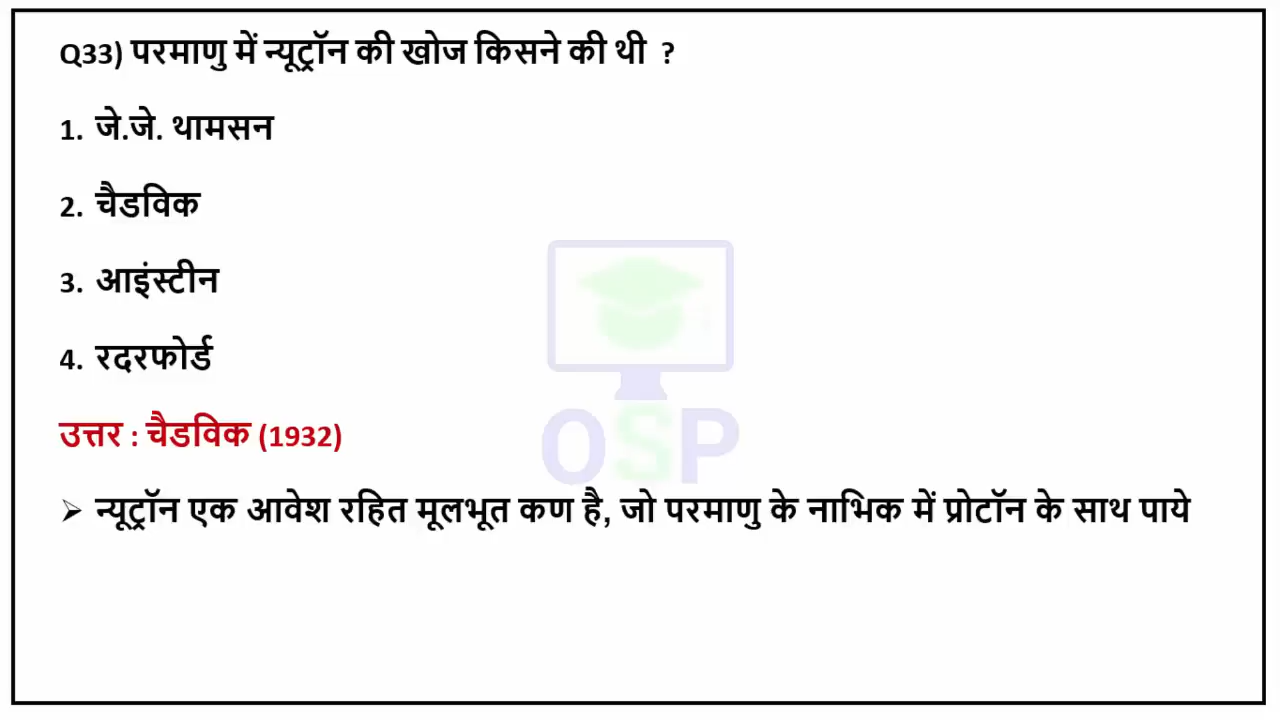 Q33) परमाणु में न्यूट्रॉन की खोज किसने की थी ?
1. जे.जे. थामसन
2. चैडविक
3. आइंस्टीन
4. रदरफोर्ड
OSP
उत्तर : चैडविक (1932)
➢ न्यूट्रॉन एक आवेश रहित मूलभूत कण है, जो परमाणु के नाभिक में प्रोटॉन के साथ पाये